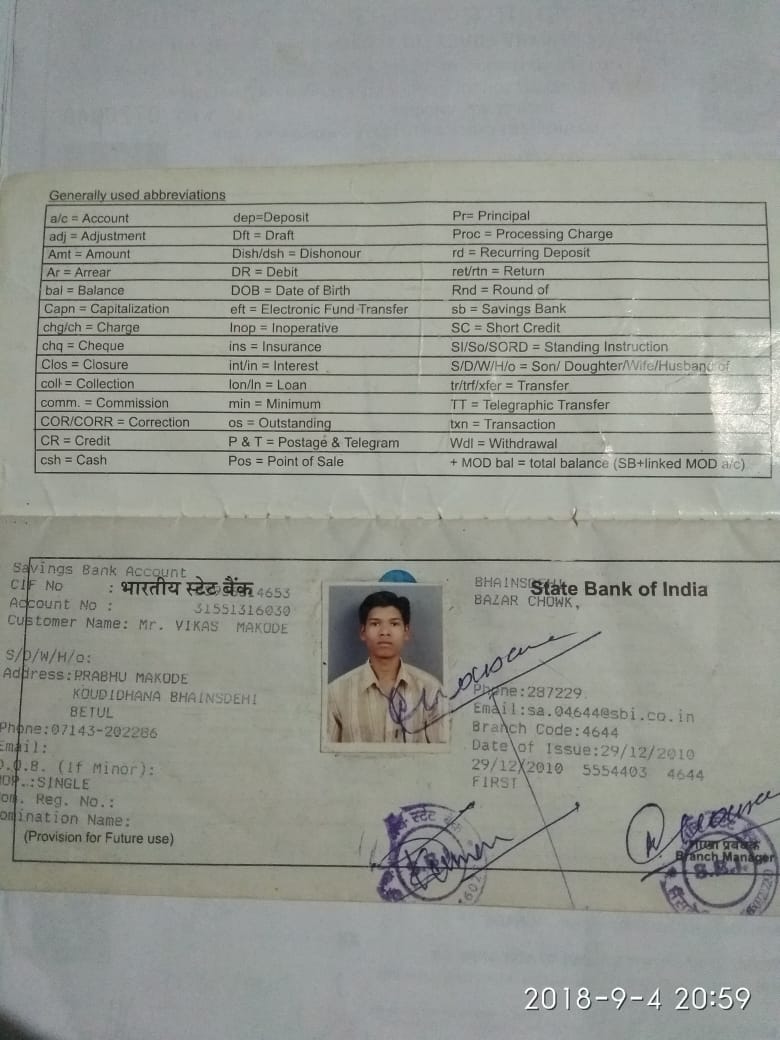 Generally used abbreviations
a/c = Account dep=Deposit Pr= Principal
adj = Adjustment Dft = Draft Proc = Processing Charge
Amt = Amount Dish/dsh = Dishonour rd = Recurring Deposit
Ar = Arrear DR = Debit ret/rtn = Return
bal = Balance DOB = Date of Birth Rnd = Round of
Capn = Capitalization eft = Electronic Fund Transfer sb = Savings Bank
chg/ch = Charge Inop = Inoperative SC = Short Credit
chq = Cheque ins = Insurance SI/So/SORD = Standing Instruction
Clos = Closure int/in = Interest S/D/W/H/o = Son/ Doughter/Wife/Husband of
coll = Collection lon/ln = Loan tr/trf/xfer = Transfer
comm. = Commission min = Minimum TT = Telegraphic Transfer
COR/CORR = Correction os = Outstanding txn = Transaction
CR = Credit P & T = Postage & Telegram Wdl = Withdrawal
csh = Cash Pos = Point of Sale + MOD bal = total balance (SB+linked MOD a/c)
Savings Bank Account
CIF No : 4653
भारतीय स्टेट बैंक
Account No : 31551316030
Customer Name: Mr. VIKAS MAKODE
S/D/W/H/o:
Address:PRABHU MAKODE
KOUDIDHANA BHAINSDEHI
BETUL
Phone:07143-202286
Email:
D.O.B. (If Minor):
MOP.:SINGLE
Nom. Reg. No.:
Nomination Name:
(Provision for Future use)
BHAINSDEHI
State Bank of India
BAZAR CHOWK,
Phone:287229
Email:sa.04644@sbi.co.in
Branch Code:4644
Date of Issue:29/12/2010
29/12/2010 5554403 4644
FIRST
स्टेट
शाखा प्रबंधक
Branch Manager
S.B.I.
2018-9-4 20:59